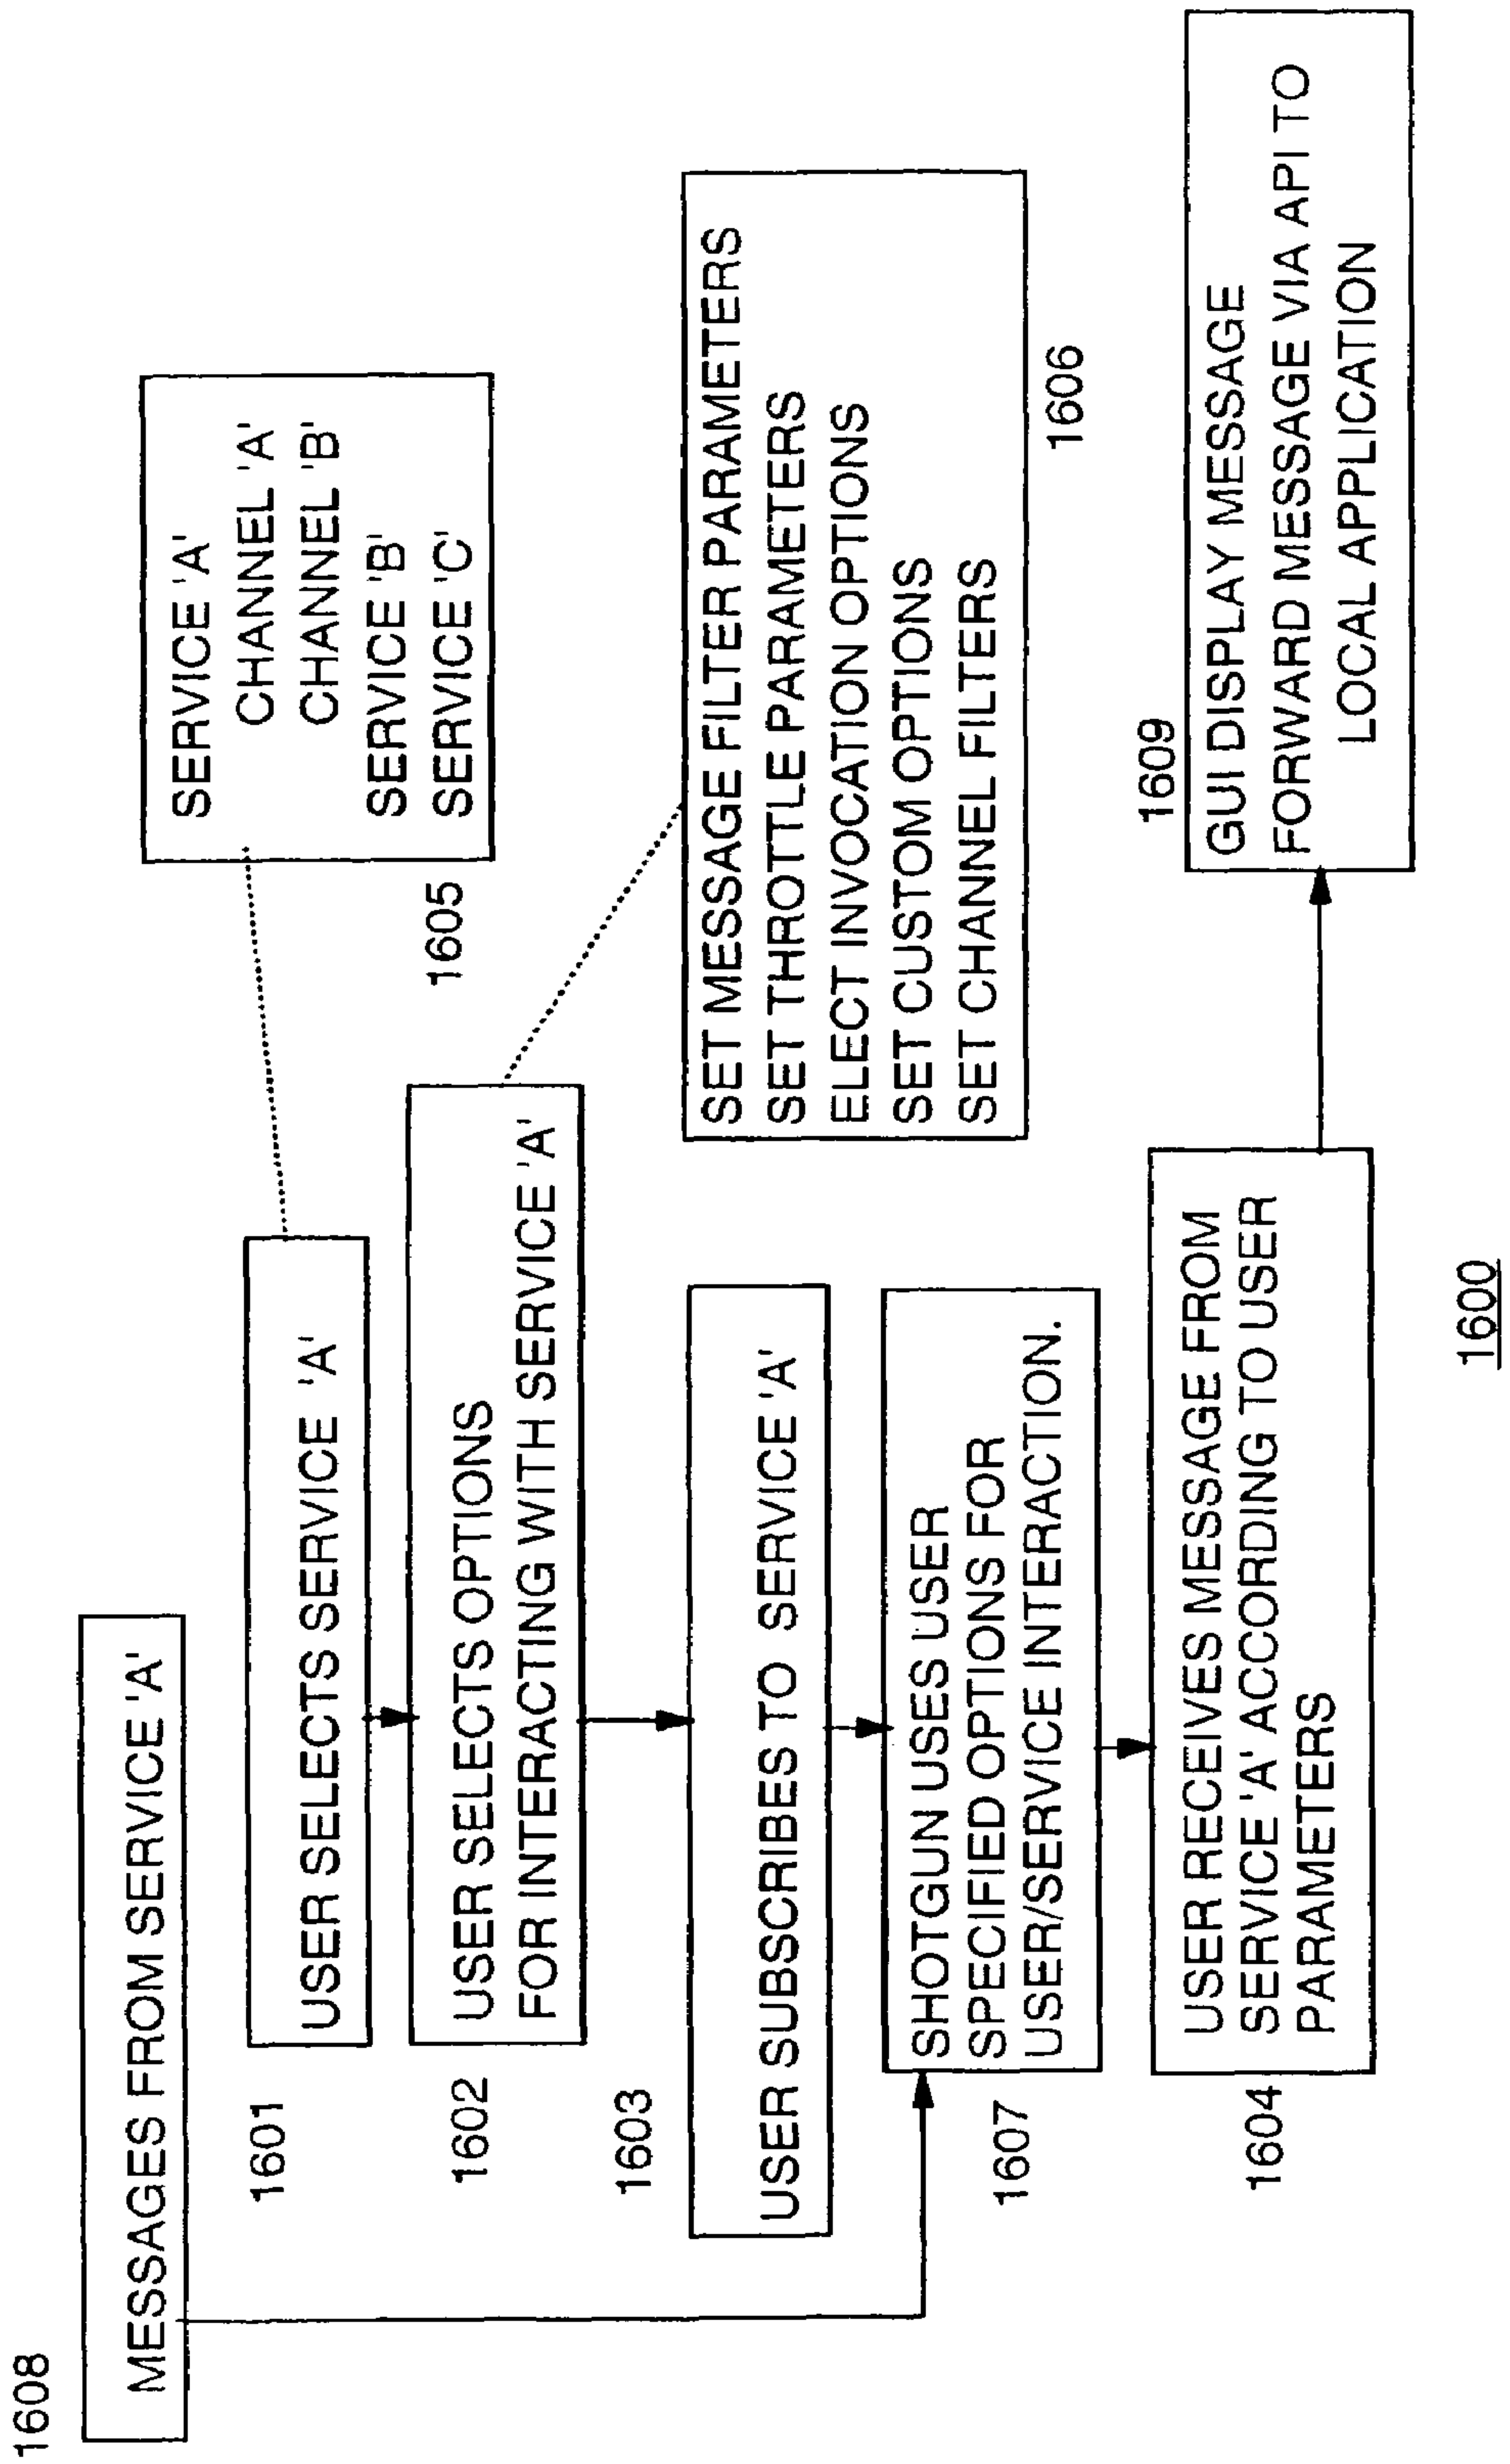 1608
MESSAGES FROM SERVICE 'A'
1601
USER SELECTS SERVICE 'A'
SERVICE 'A'
CHANNEL 'A'
CHANNEL 'B'
SERVICE 'B'
SERVICE 'C'
1605
1602
USER SELECTS OPTIONS
FOR INTERACTING WITH SERVICE 'A'
1603
USER SUBSCRIBES TO SERVICE 'A'
SET MESSAGE FILTER PARAMETERS
SET THROTTLE PARAMETERS
ELECT INVOCATION OPTIONS
SET CUSTOM OPTIONS
SET CHANNEL FILTERS
1606
SHOTGUN USES USER
SPECIFIED OPTIONS FOR
USER/SERVICE INTERACTION.
1607
USER RECEIVES MESSAGE FROM
SERVICE 'A' ACCORDING TO USER
PARAMETERS
1604
1609
GUI DISPLAY MESSAGE
FORWARD MESSAGE VIA API TO
LOCAL APPLICATION
1600